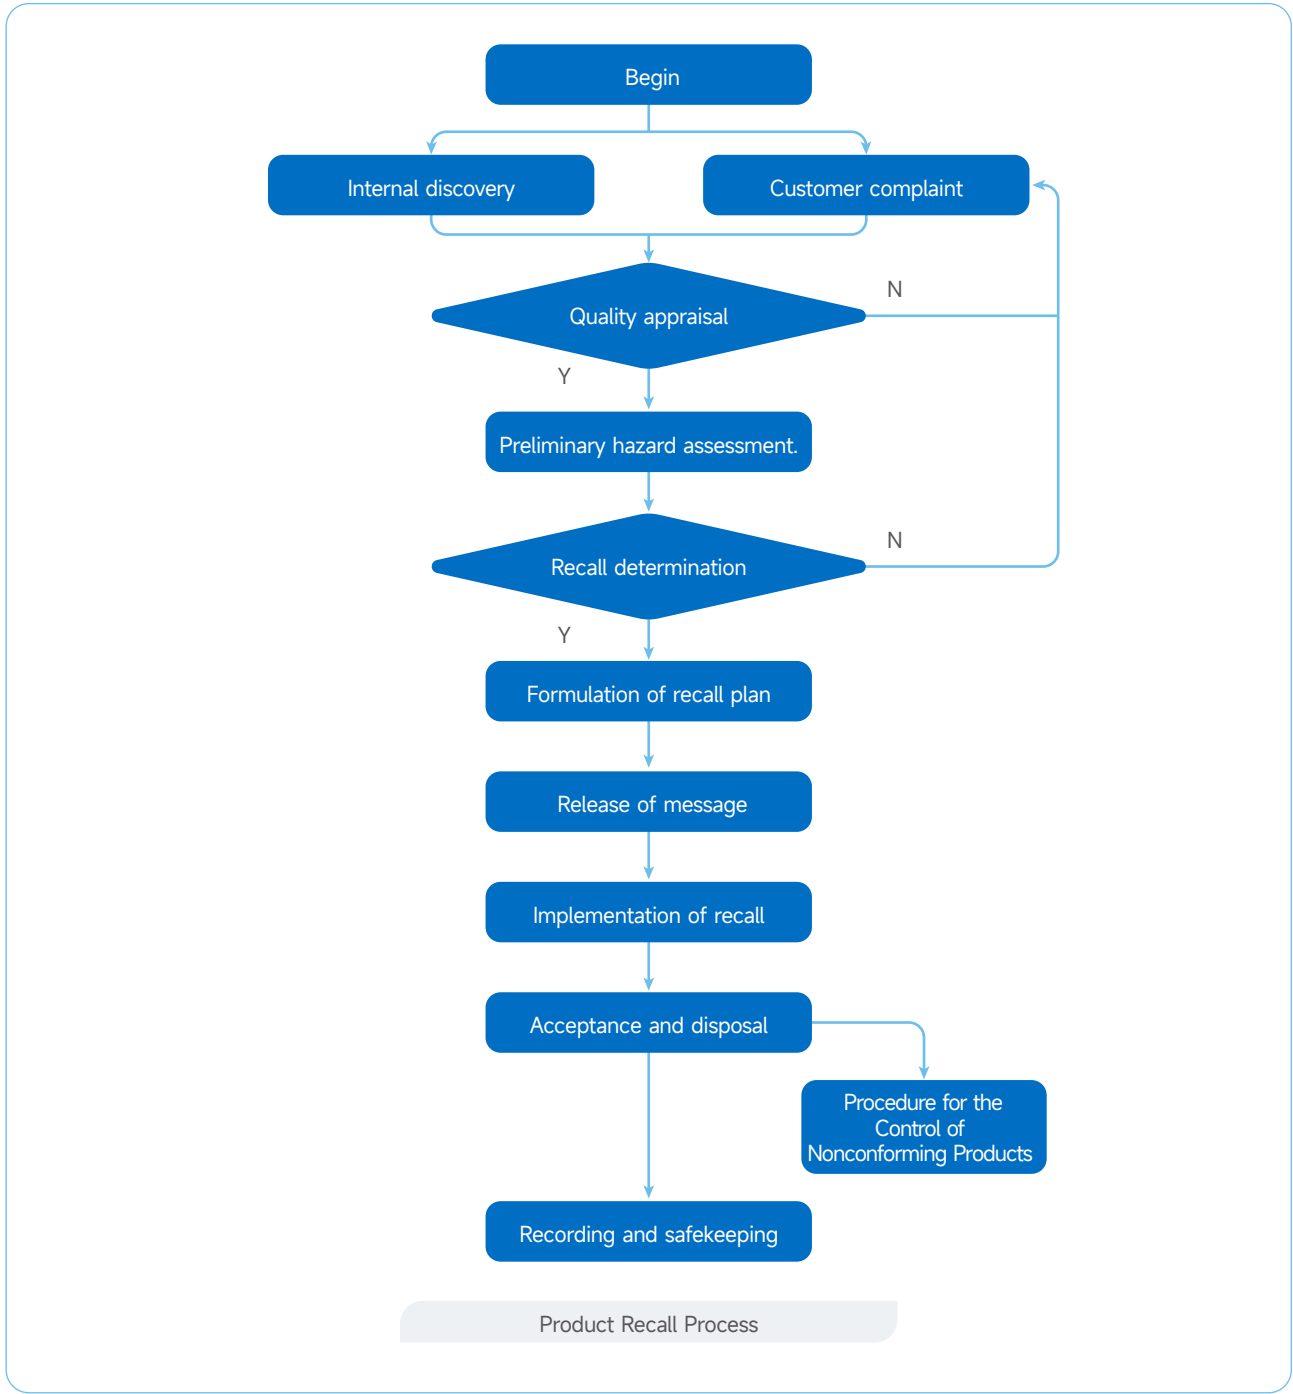 Begin
Internal discovery
Customer complaint
Quality appraisal
N
Y
Preliminary hazard assessment.
Recall determination
N
Y
Formulation of recall plan
Release of message
Implementation of recall
Acceptance and disposal
Procedure for the
Control of
Nonconforming Products
Recording and safekeeping
Product Recall Process